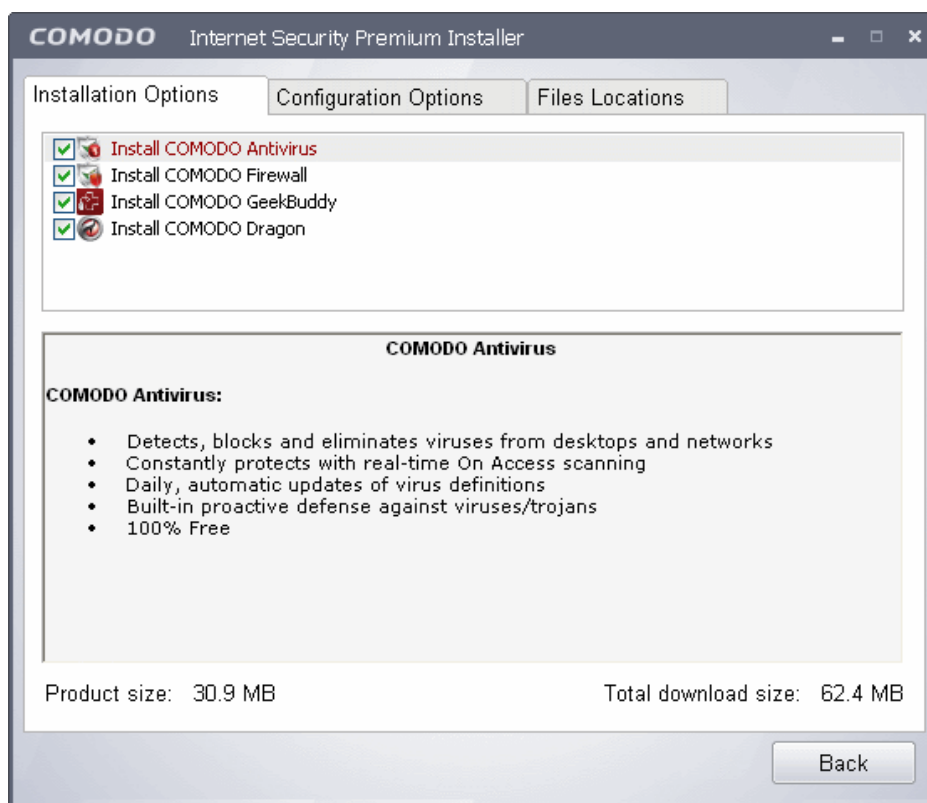 COMODO Internet Security Premium Installer
Installation Options Configuration Options Files Locations
Install COMODO Antivirus
Install COMODO Firewall
Install COMODO GeekBuddy
Install COMODO Dragon
COMODO Antivirus
COMODO Antivirus:
• Detects, blocks and eliminates viruses from desktops and networks
• Constantly protects with real-time On Access scanning
• Daily, automatic updates of virus definitions
• Built-in proactive defense against viruses/trojans
• 100% Free
Product size: 30.9 MB Total download size: 62.4 MB
Back